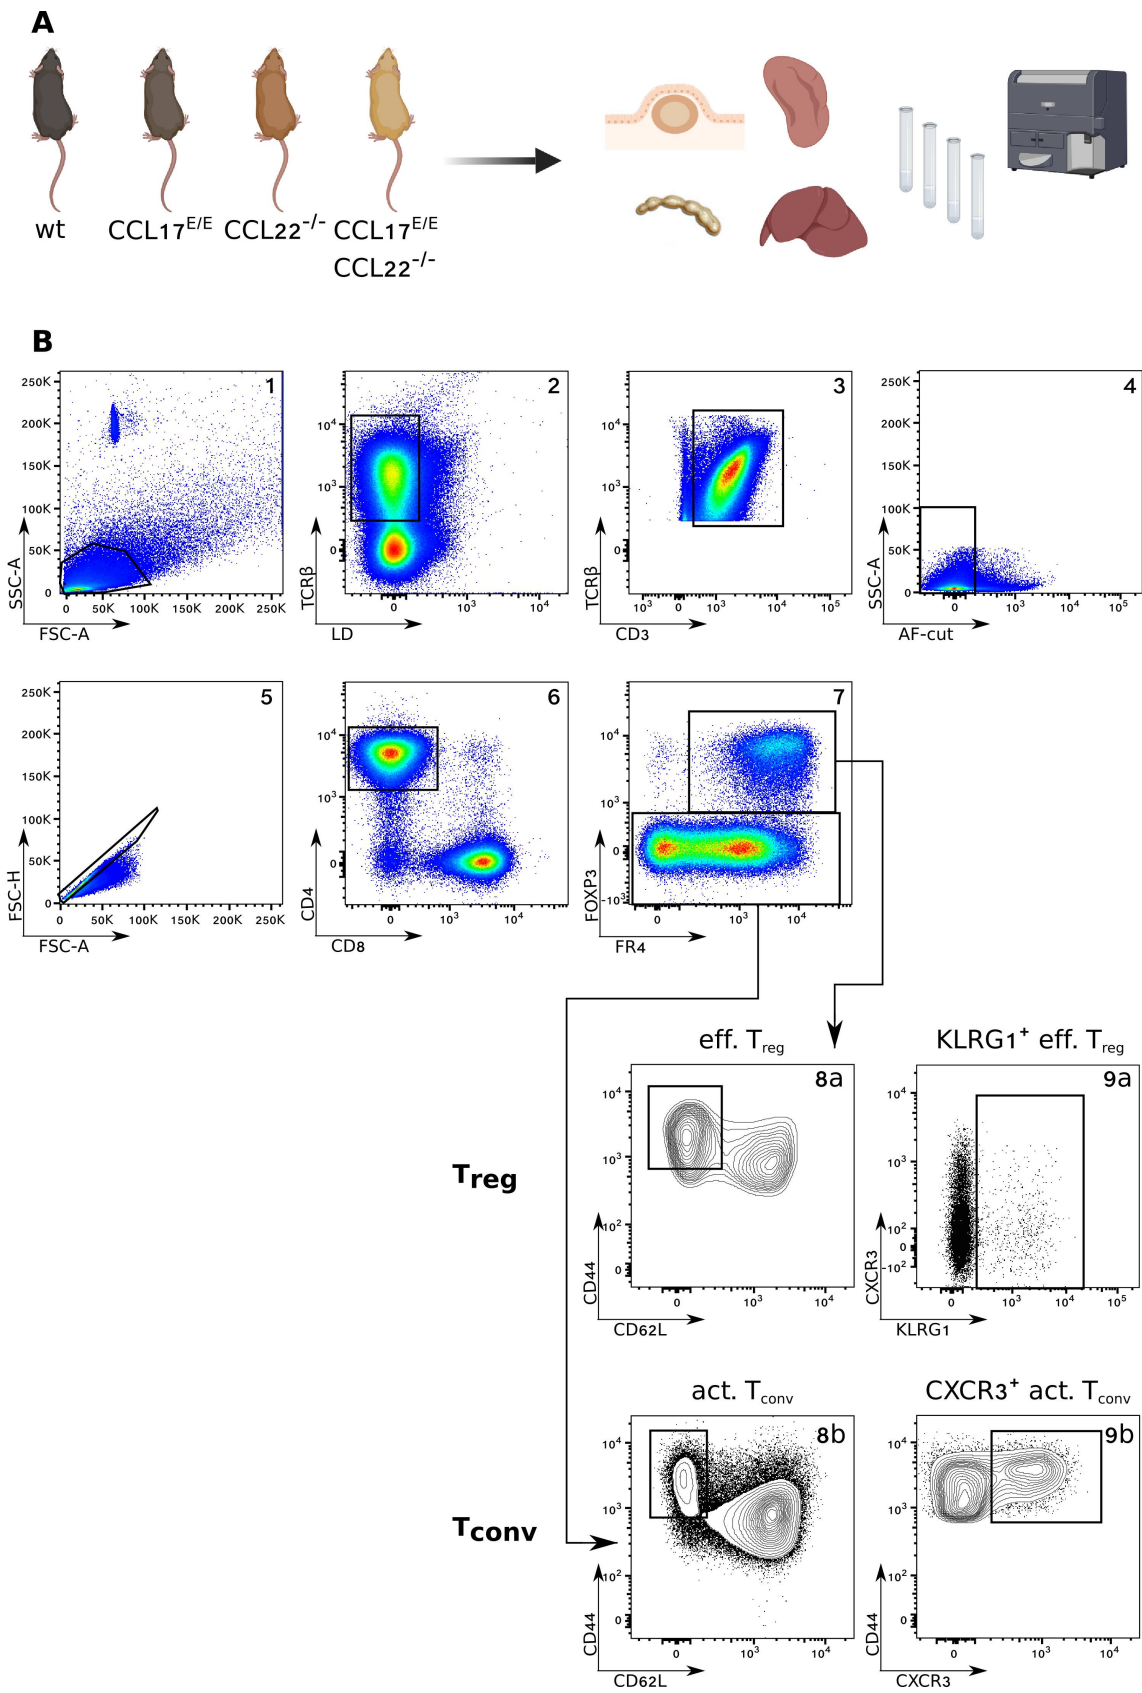 A
wt CCL17E/E CCL22-/- CCL17E/E
CCL22-/-
B
1
250K
200K
150K
100K
50K
0
0 50K 100K 150K 200K 250K
SSC-A
FSC-A
2
10⁴
10³
0
0 10³ 10⁴
TCRβ
LD
3
10⁴
10³
0
10³ 0 10³ 10⁴ 10⁵
TCRβ
CD3
4
250K
200K
150K
100K
50K
0
0 10³ 10⁴ 10⁵
SSC-A
AF-cut
5
250K
200K
150K
100K
50K
0
0 50K 100K 150K 200K 250K
FSC-H
FSC-A
6
10⁴
10³
0
0 10³ 10⁴
CD4
CD8
7
10⁴
10³
0
-10³
0 10³ 10⁴
FOXP3
FR4
eff. Treg
8a
10⁴
10³
10²
0
0 10³ 10⁴
CD44
CD62L
KLRG1⁺ eff. Treg
9a
10⁴
10³
10²
0
-10²
0 10³ 10⁴ 10⁵
CXCR3
KLRG1
Treg
act. Tconv
8b
10⁴
10³
10²
0
0 10³ 10⁴
CD44
CD62L
CXCR3⁺ act. Tconv
9b
10⁴
10³
10²
0
0 10³ 10⁴
CD44
CXCR3
Tconv